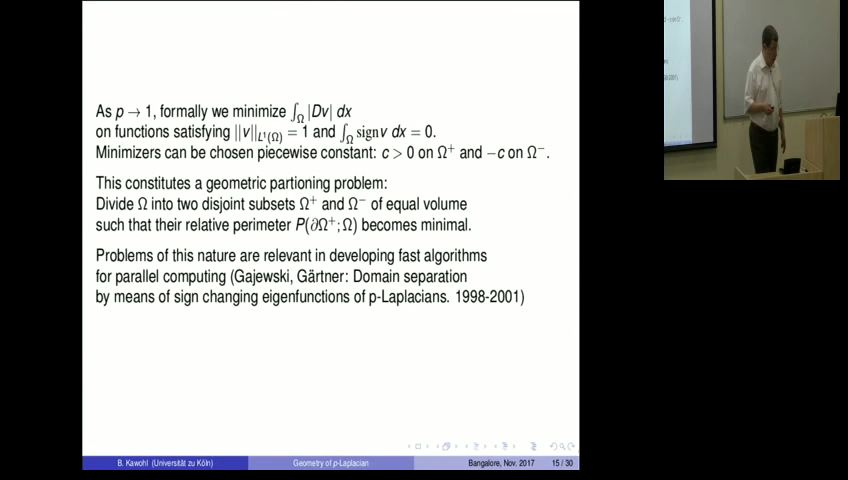 As p → 1, formally we minimize ∫_Ω |Dv| dx
on functions satisfying ||v||_{L¹(Ω)} = 1 and ∫_Ω sign v dx = 0.
Minimizers can be chosen piecewise constant: c > 0 on Ω⁺ and −c on Ω⁻.
This constitutes a geometric partioning problem:
Divide Ω into two disjoint subsets Ω⁺ and Ω⁻ of equal volume
such that their relative perimeter P(∂Ω⁺; Ω) becomes minimal.
Problems of this nature are relevant in developing fast algorithms
for parallel computing (Gajewski, Gärtner: Domain separation
by means of sign changing eigenfunctions of p-Laplacians. 1998-2001)
B. Kawohl (Universität zu Köln) Geometry of p-Laplacian Bangalore, Nov. 2017 15 / 30